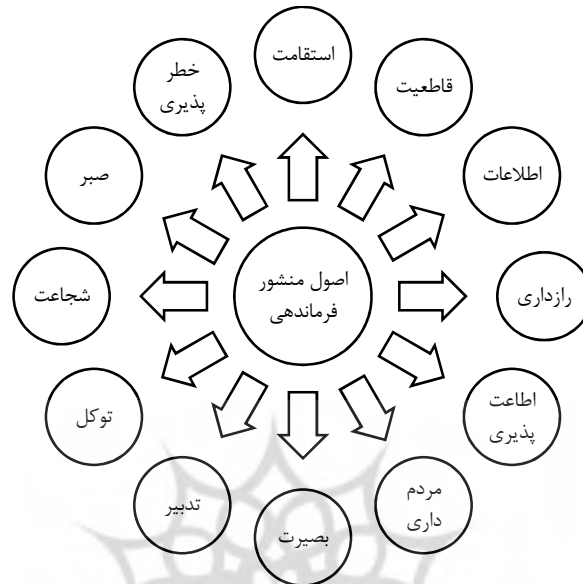 اصول منشور
فرماندهی
استقامت
قاطعیت
اطلاعات
رازداری
اطاعت
پذیری
مردم
داری
بصیرت
تدبیر
توکل
شجاعت
صبر
خطر
پذیری